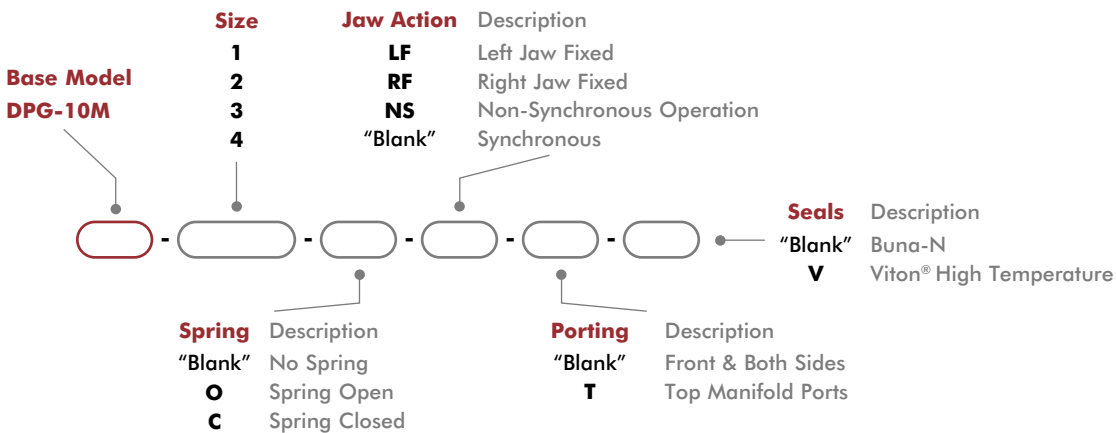 Size
1
2
3
4
Jaw Action Description
LF Left Jaw Fixed
RF Right Jaw Fixed
NS Non-Synchronous Operation
“Blank” Synchronous
Base Model
DPG-10M
- - - - -
Seals Description
“Blank” Buna-N
V Viton® High Temperature
Spring Description
“Blank” No Spring
O Spring Open
C Spring Closed
Porting Description
“Blank” Front & Both Sides
T Top Manifold Ports